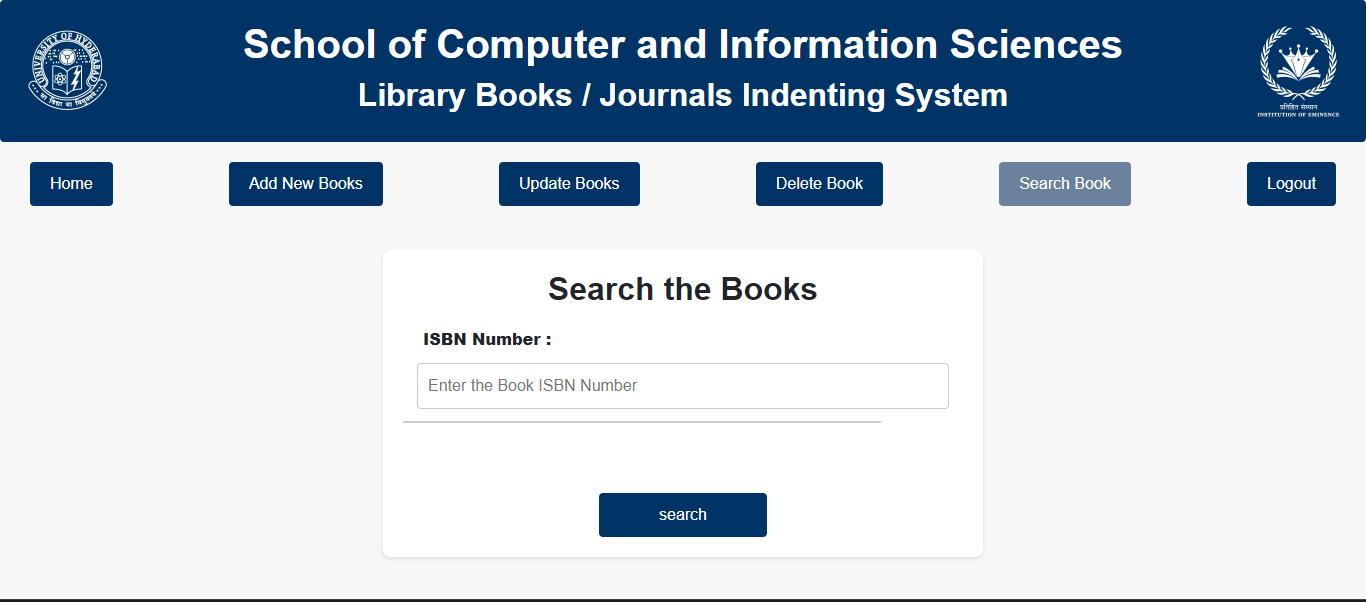 UNIVERSITY OF HYDERABAD
सा विद्या या विमुक्तये
School of Computer and Information Sciences
Library Books / Journals Indenting System
प्रतिष्ठित संस्थान
INSTITUTION OF EMINENCE
Home
Add New Books
Update Books
Delete Book
Search Book
Logout
Search the Books
ISBN Number :
Enter the Book ISBN Number
search